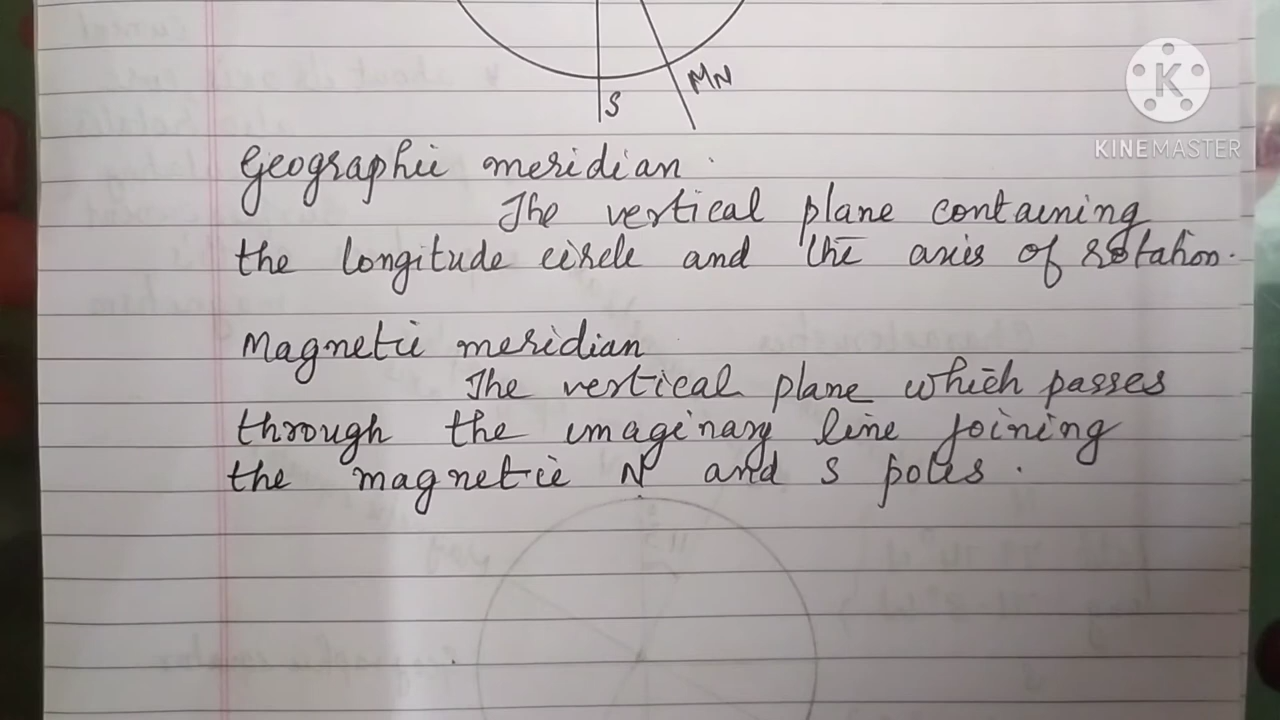 S
MN
K
KINEMASTER
Geographic meridian.
The vertical plane containing
the longitude circle and the axis of rotation.
Magnetic meridian
The vertical plane which passes
through the imaginary line joining
the magnetic N and S poles.